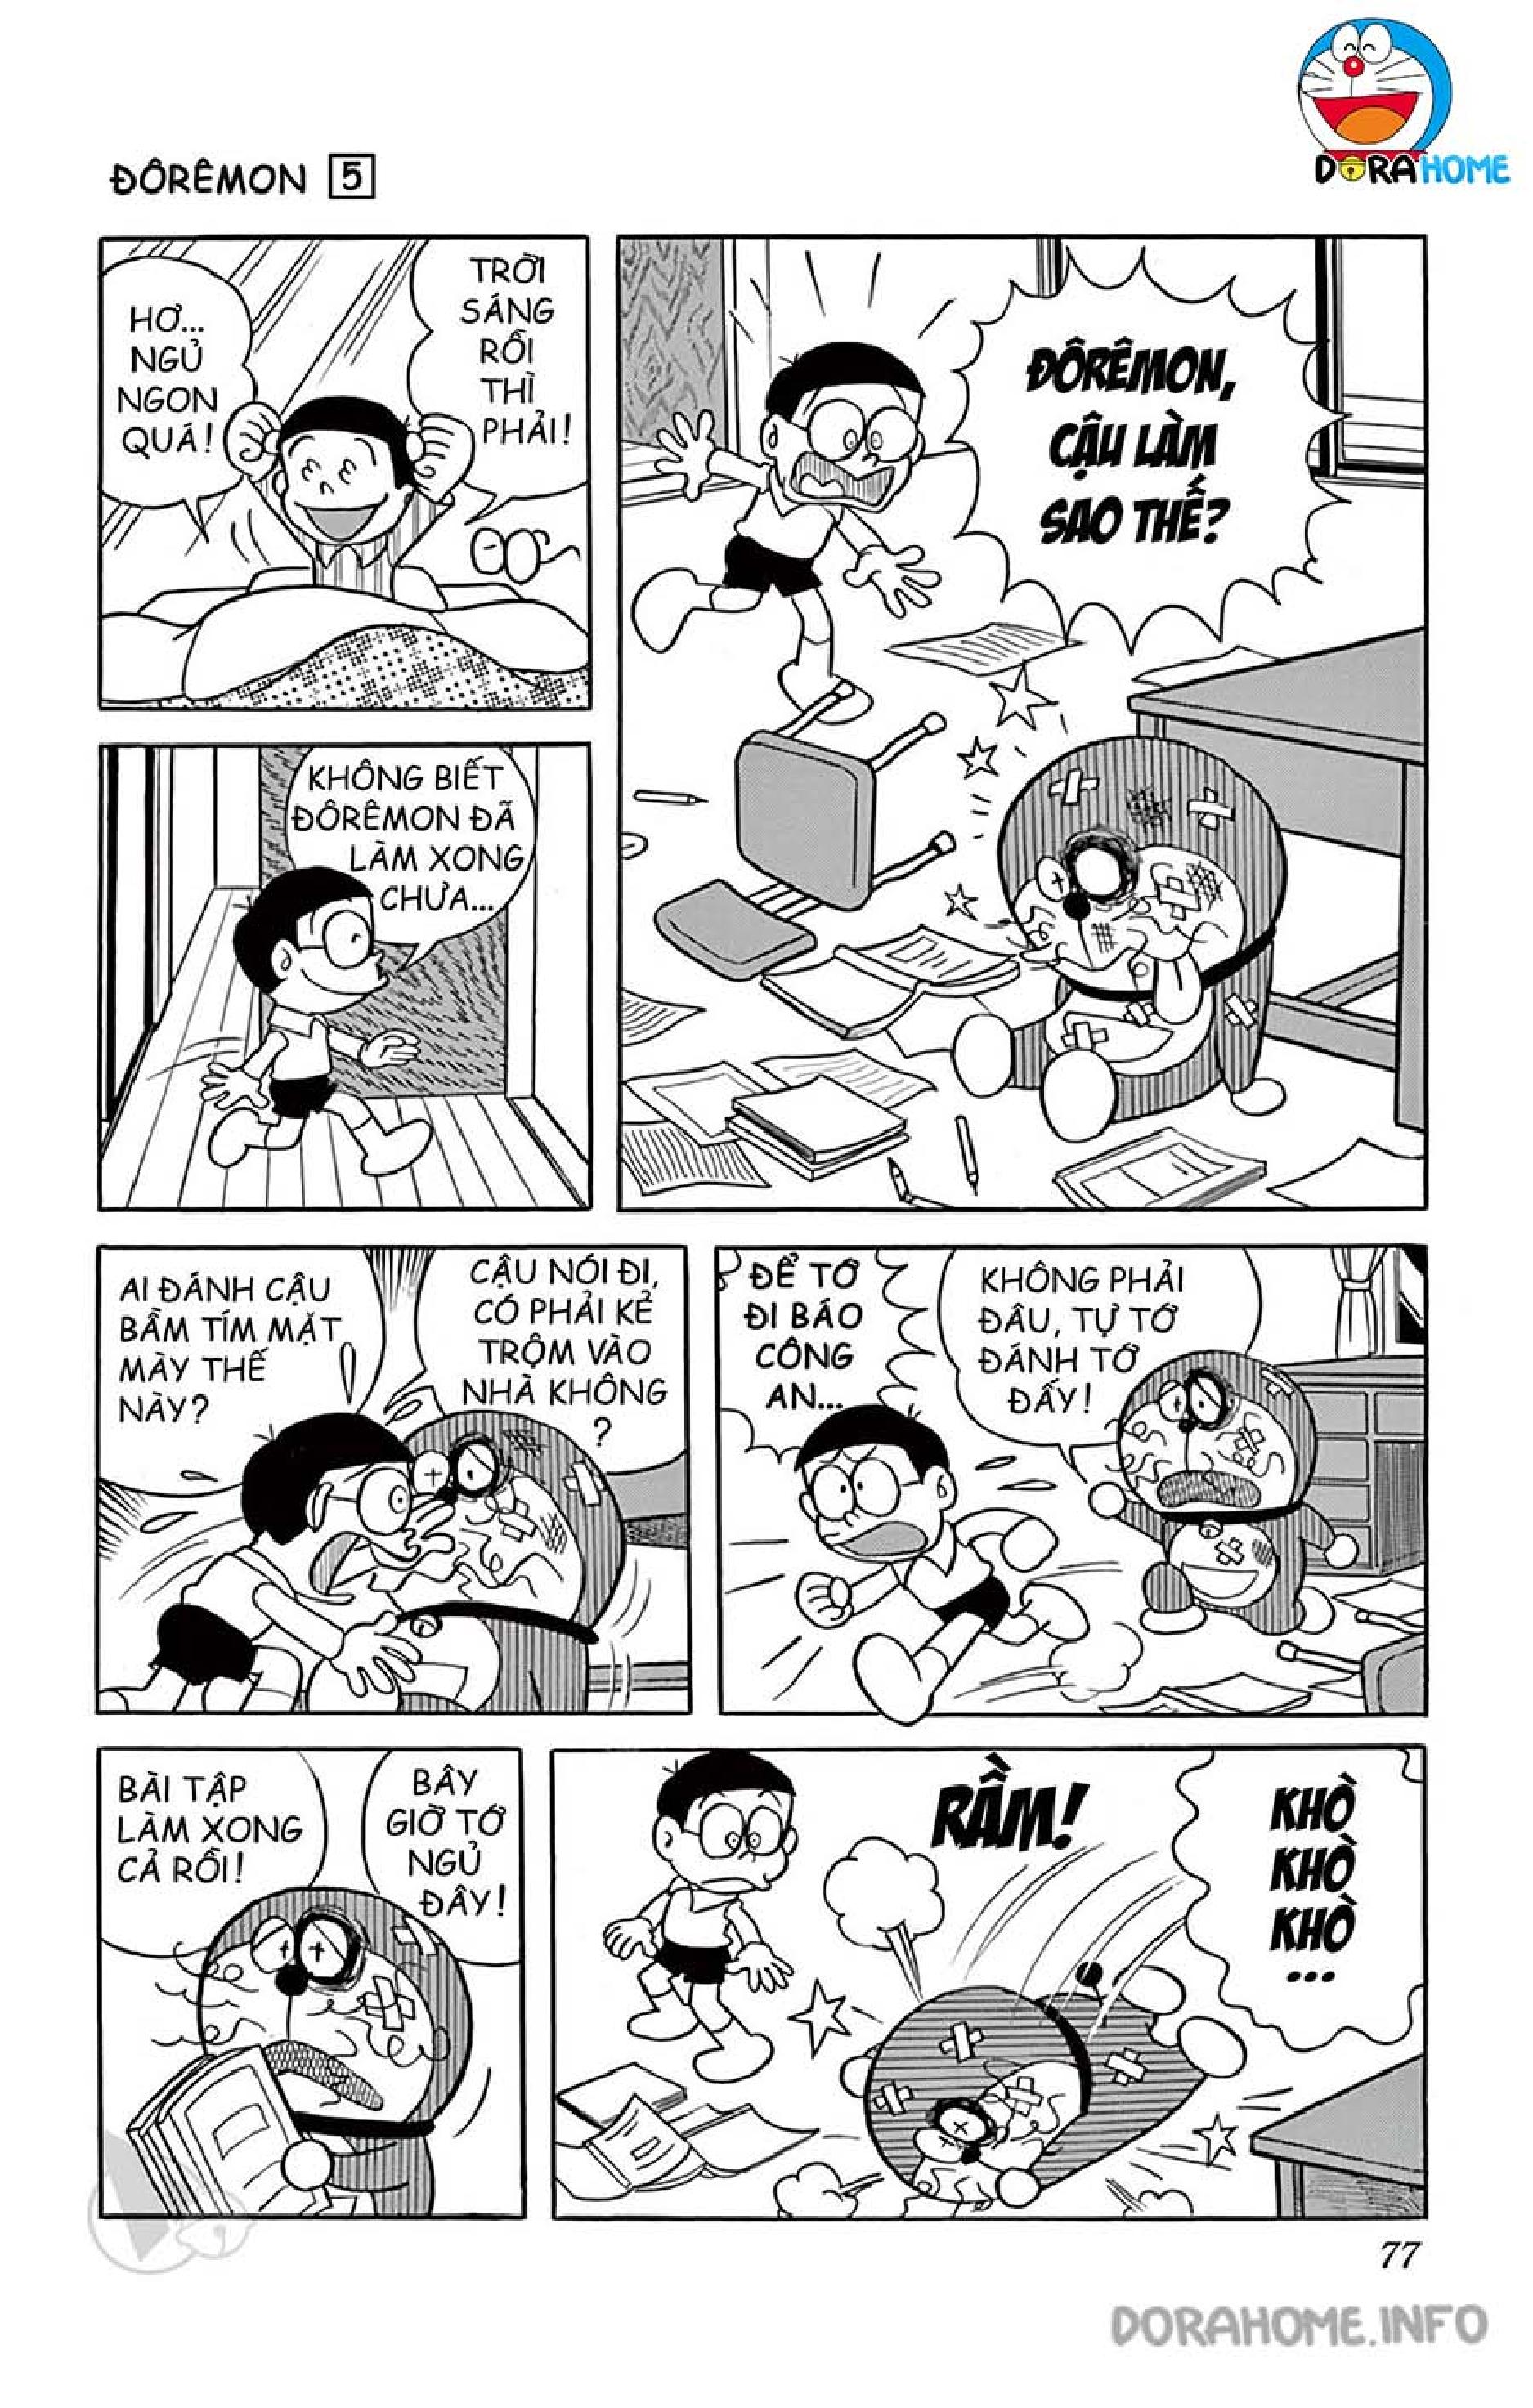 DORAHOME
ĐÔRÊMON 5
HƠ...
NGỦ
NGON
QUÁ!
TRỜI
SÁNG
RỒI
THÌ
PHẢI!
KHÔNG BIẾT
ĐÔRÊMON ĐÃ
LÀM XONG
CHƯA...
ĐÔRÊMON,
CẬU LÀM
SAO THẾ?
AI ĐÁNH CẬU
BẦM TÍM MẶT
MÀY THẾ
NÀY?
CẬU NÓI ĐI,
CÓ PHẢI KẺ
TRỘM VÀO
NHÀ KHÔNG
?
ĐỂ TỚ
ĐI BÁO
CÔNG
AN...
KHÔNG PHẢI
ĐÂU, TỰ TỚ
ĐÁNH TỚ
ĐẤY!
BÀI TẬP
LÀM XONG
CẢ RỒI!
BÂY
GIỜ TỚ
NGỦ
ĐÂY!
RẦM!
KHÒ
KHÒ
KHÒ
...
77
DORAHOME.INFO